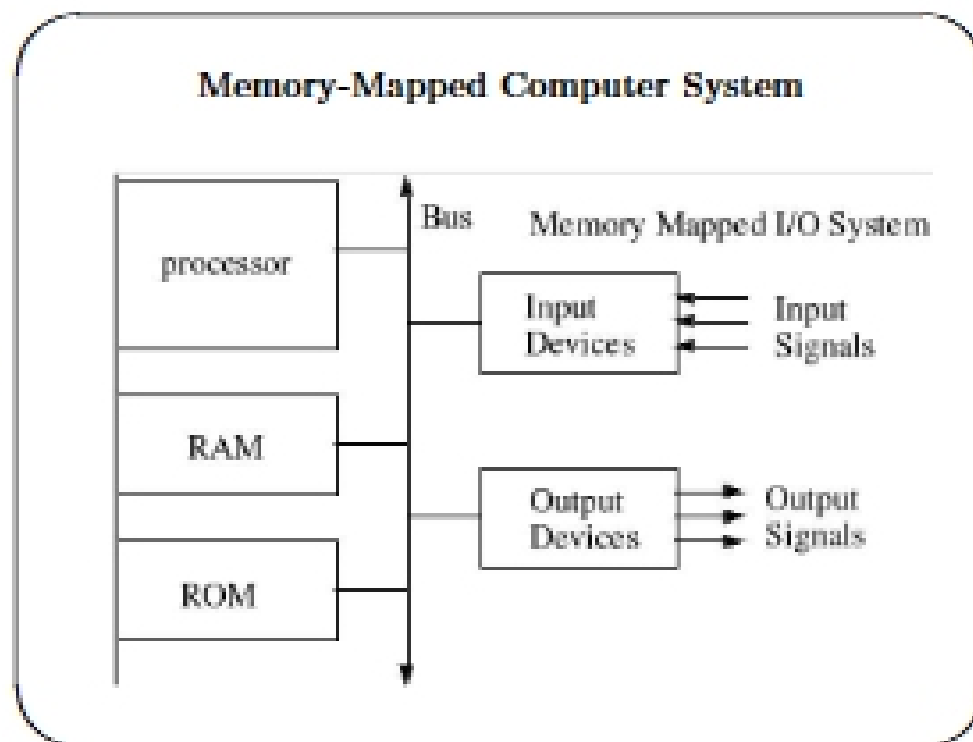 Memory-Mapped Computer System
Bus
Memory Mapped I/O System
processor
Input
Devices
Input
Signals
RAM
Output
Devices
Output
Signals
ROM